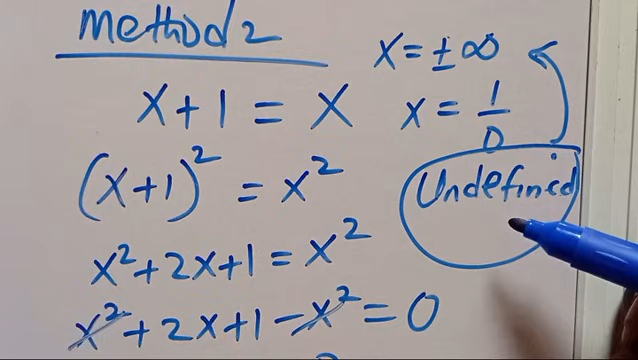 method 2
x + 1 = x
(x+1)² = x²
x² + 2x + 1 = x²
x² + 2x + 1 - x² = 0
x = ± ∞
x = 1/0
Undefined